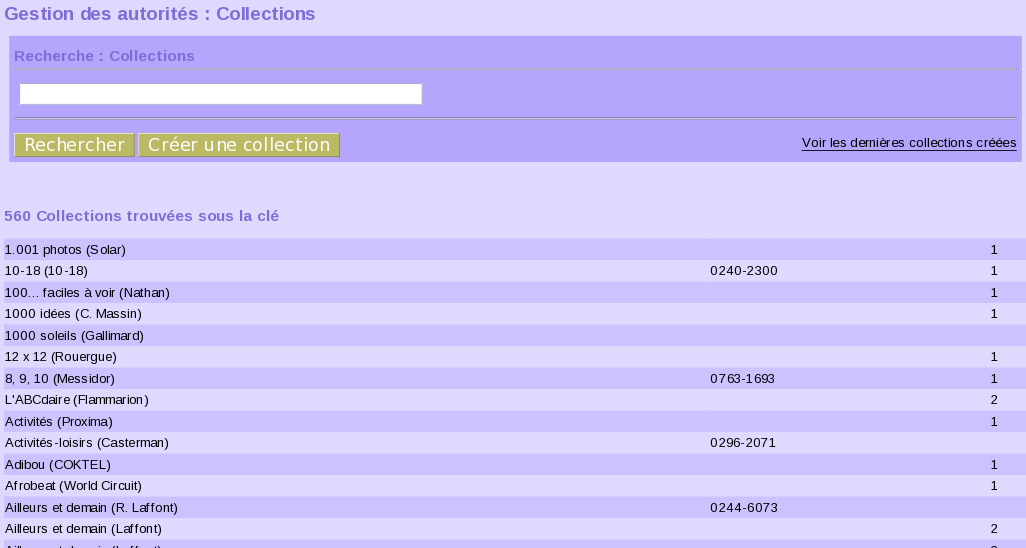 Gestion des autorités : Collections
Recherche : Collections
Rechercher Créer une collection Voir les dernières collections créées
560 Collections trouvées sous la clé
1.001 photos (Solar) 1
10-18 (10-18) 0240-2300 1
100... faciles à voir (Nathan) 1
1000 idées (C. Massin) 1
1000 soleils (Gallimard)
12 x 12 (Rouergue) 1
8, 9, 10 (Messidor) 0763-1693 1
L'ABCdaire (Flammarion) 2
Activités (Proxima) 1
Activités-loisirs (Casterman) 0296-2071
Adibou (COKTEL) 1
Afrobeat (World Circuit) 1
Ailleurs et demain (R. Laffont) 0244-6073
Ailleurs et demain (Laffont) 2